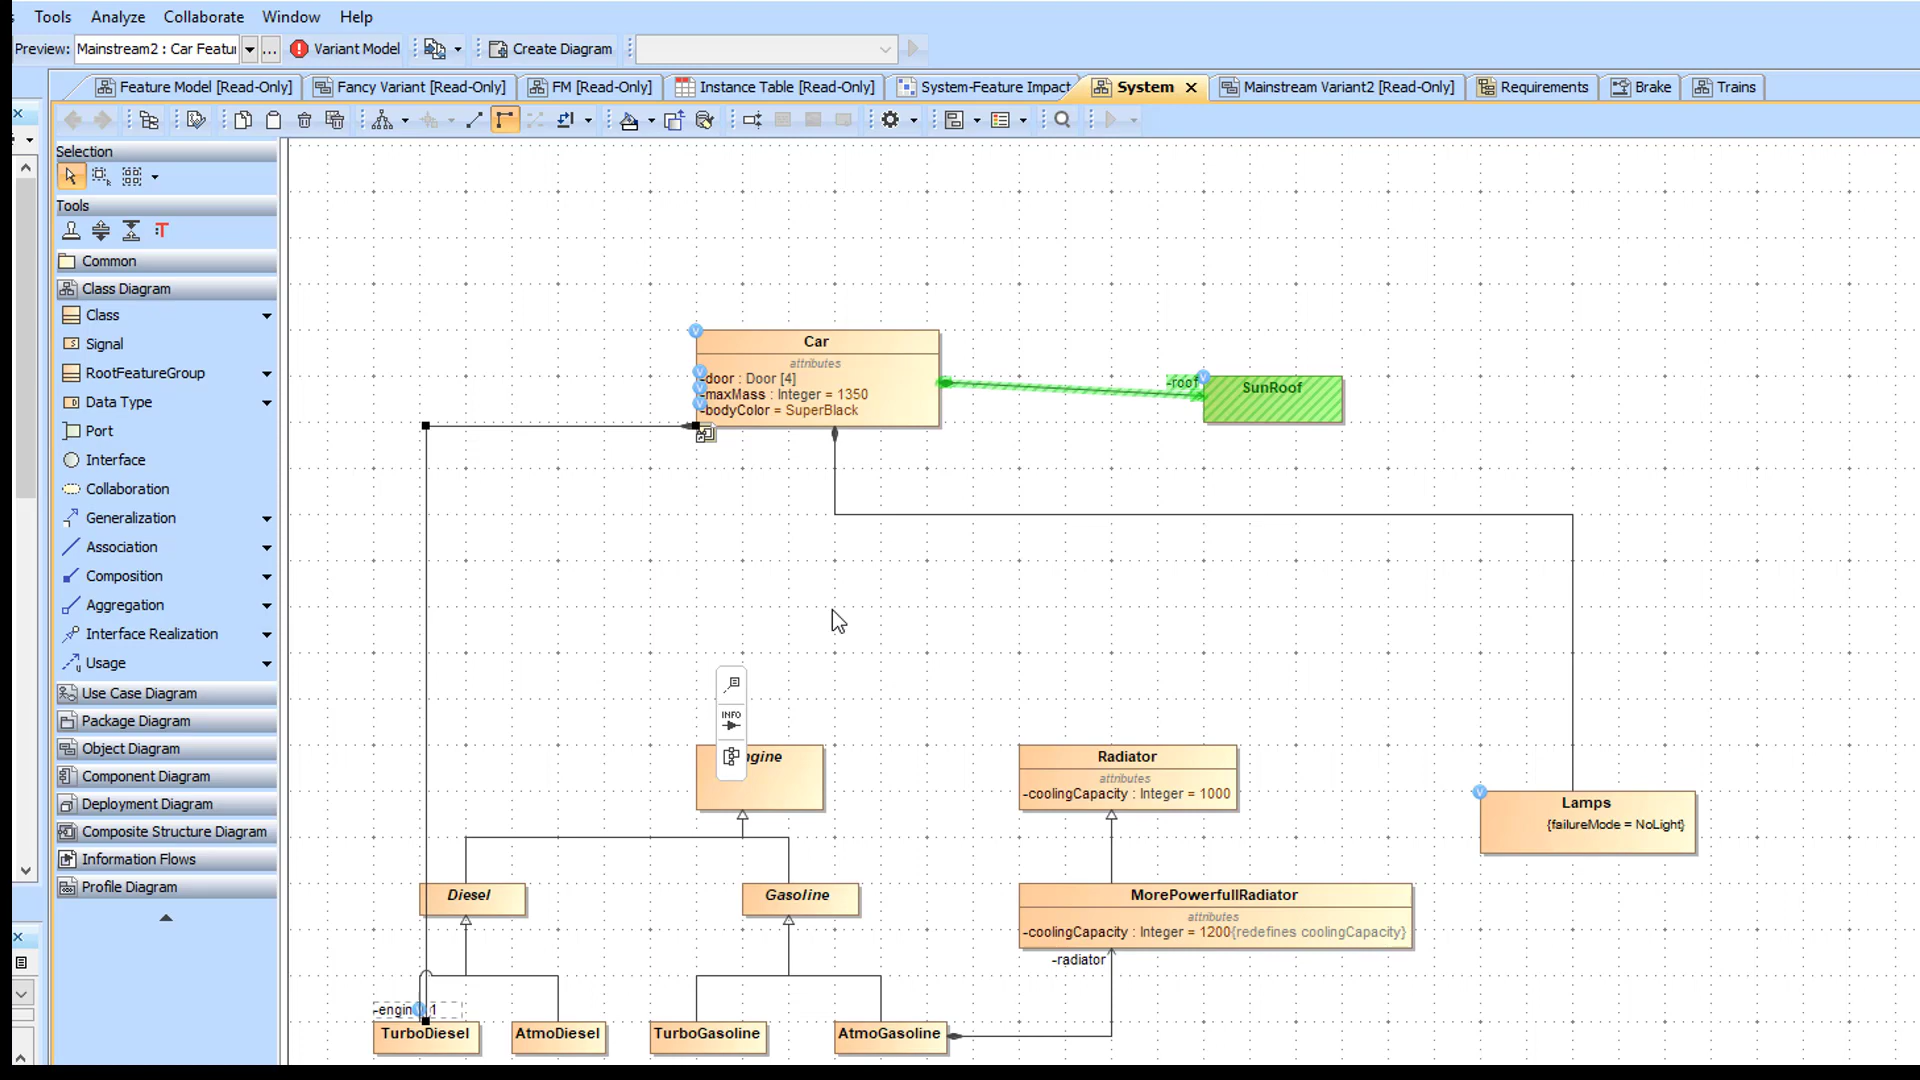 Tools Analyze Collaborate Window Help
Preview: Mainstream2 : Car Featur ... Variant Model Create Diagram
Feature Model [Read-Only] Fancy Variant [Read-Only] FM [Read-Only] Instance Table [Read-Only] System-Feature Impact System Mainstream Variant2 [Read-Only] Requirements Brake Trains
Selection
Tools
Common
Class Diagram
Class
Signal
RootFeatureGroup
Data Type
Port
Interface
Collaboration
Generalization
Association
Composition
Aggregation
Interface Realization
Usage
Use Case Diagram
Package Diagram
Object Diagram
Component Diagram
Deployment Diagram
Composite Structure Diagram
Information Flows
Profile Diagram
Car
attributes
-door : Door [4]
-maxMass : Integer = 1350
-bodyColor = SuperBlack
-roof
SunRoof
INFO
ngine
Radiator
attributes
-coolingCapacity : Integer = 1000
Lamps
{failureMode = NoLight}
Diesel
Gasoline
MorePowerfullRadiator
attributes
-coolingCapacity : Integer = 1200{redefines coolingCapacity}
-radiator
-engin 1
TurboDiesel
AtmoDiesel
TurboGasoline
AtmoGasoline